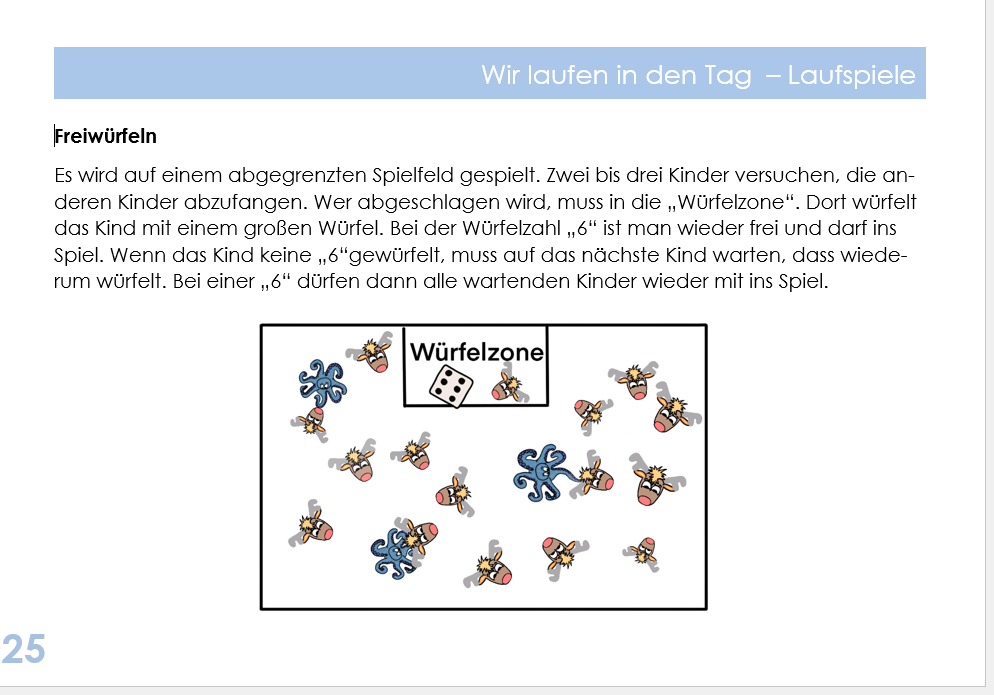 Wir laufen in den Tag – Laufspiele
Freiwürfeln
Es wird auf einem abgegrenzten Spielfeld gespielt. Zwei bis drei Kinder versuchen, die an-
deren Kinder abzufangen. Wer abgeschlagen wird, muss in die „Würfelzone“. Dort würfelt
das Kind mit einem großen Würfel. Bei der Würfelzahl „6“ ist man wieder frei und darf ins
Spiel. Wenn das Kind keine „6“gewürfelt, muss auf das nächste Kind warten, dass wiede-
rum würfelt. Bei einer „6“ dürfen dann alle wartenden Kinder wieder mit ins Spiel.
Würfelzone
25